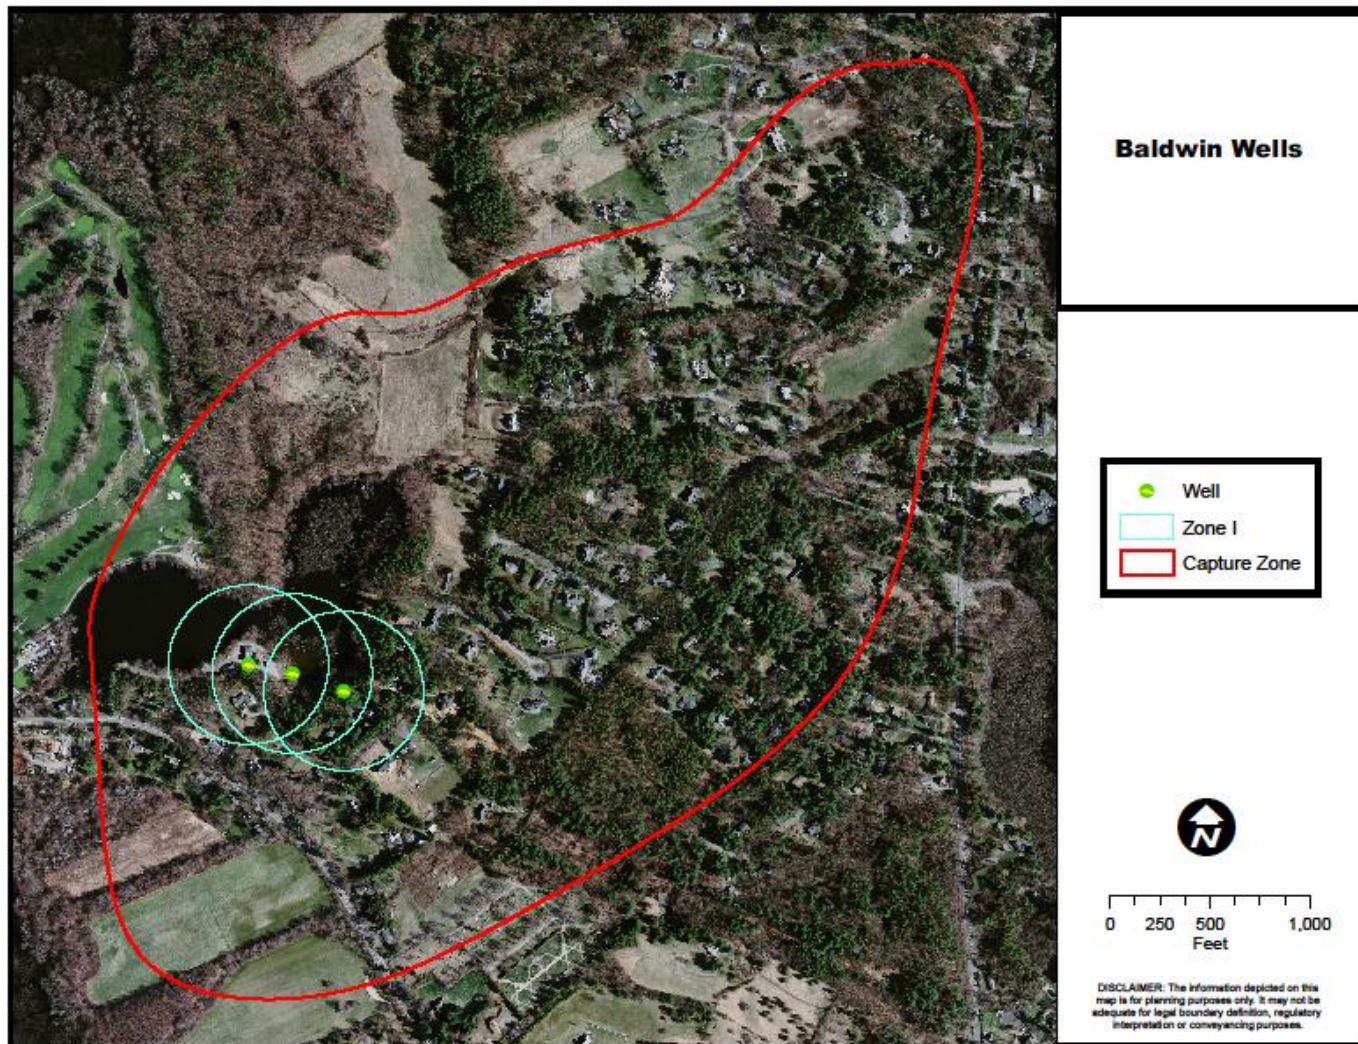 Baldwin Wells
Well
Zone I
Capture Zone
N
0 250 500 1,000
Feet
DISCLAIMER: The information depicted on this
map is for planning purposes only. It may not be
adequate for legal boundary definition, regulatory
interpretation or conveyancing purposes.